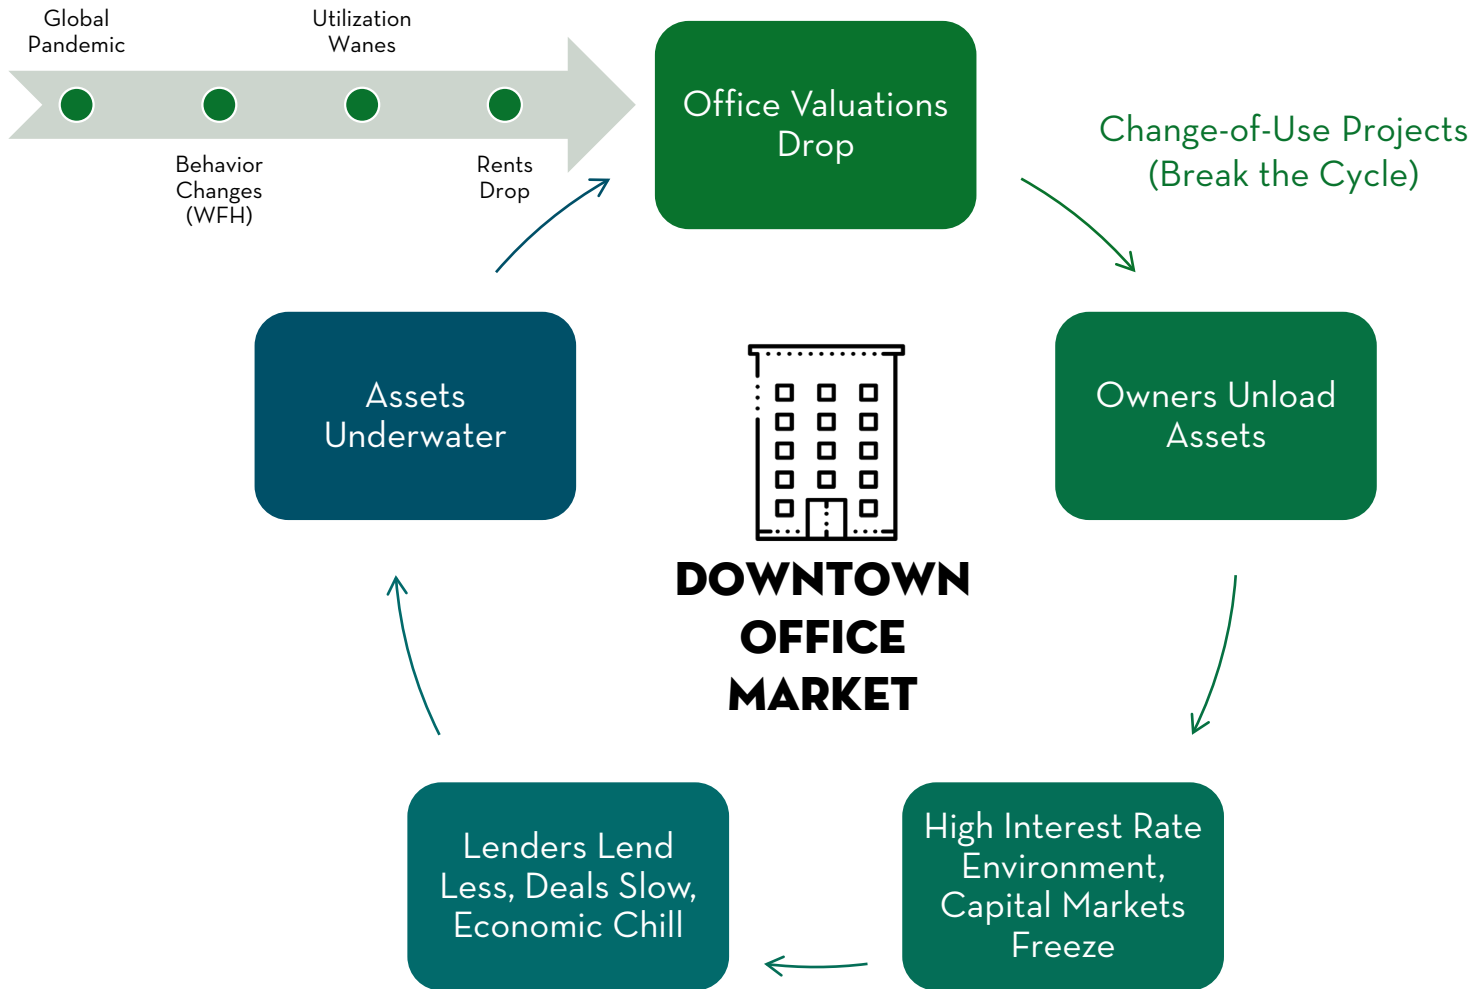 Global
Pandemic
Utilization
Wanes
Behavior
Changes
(WFH)
Rents
Drop
Office Valuations
Drop
Change-of-Use Projects
(Break the Cycle)
Owners Unload
Assets
High Interest Rate
Environment,
Capital Markets
Freeze
Lenders Lend
Less, Deals Slow,
Economic Chill
Assets
Underwater
DOWNTOWN
OFFICE
MARKET